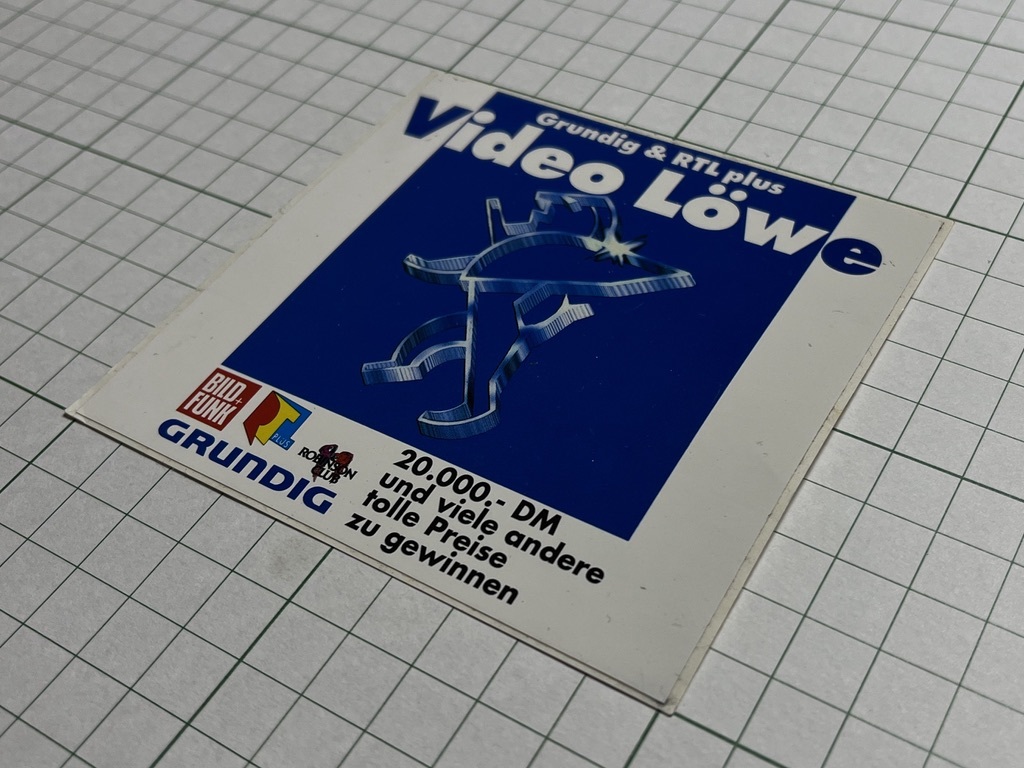 Grundig & RTL plus
Video Löwe
BILD+
FUNK
RTL
PLUS
ROBINSON
CLUB
GRUNDIG
20.000.- DM
und viele andere
tolle Preise
zu gewinnen